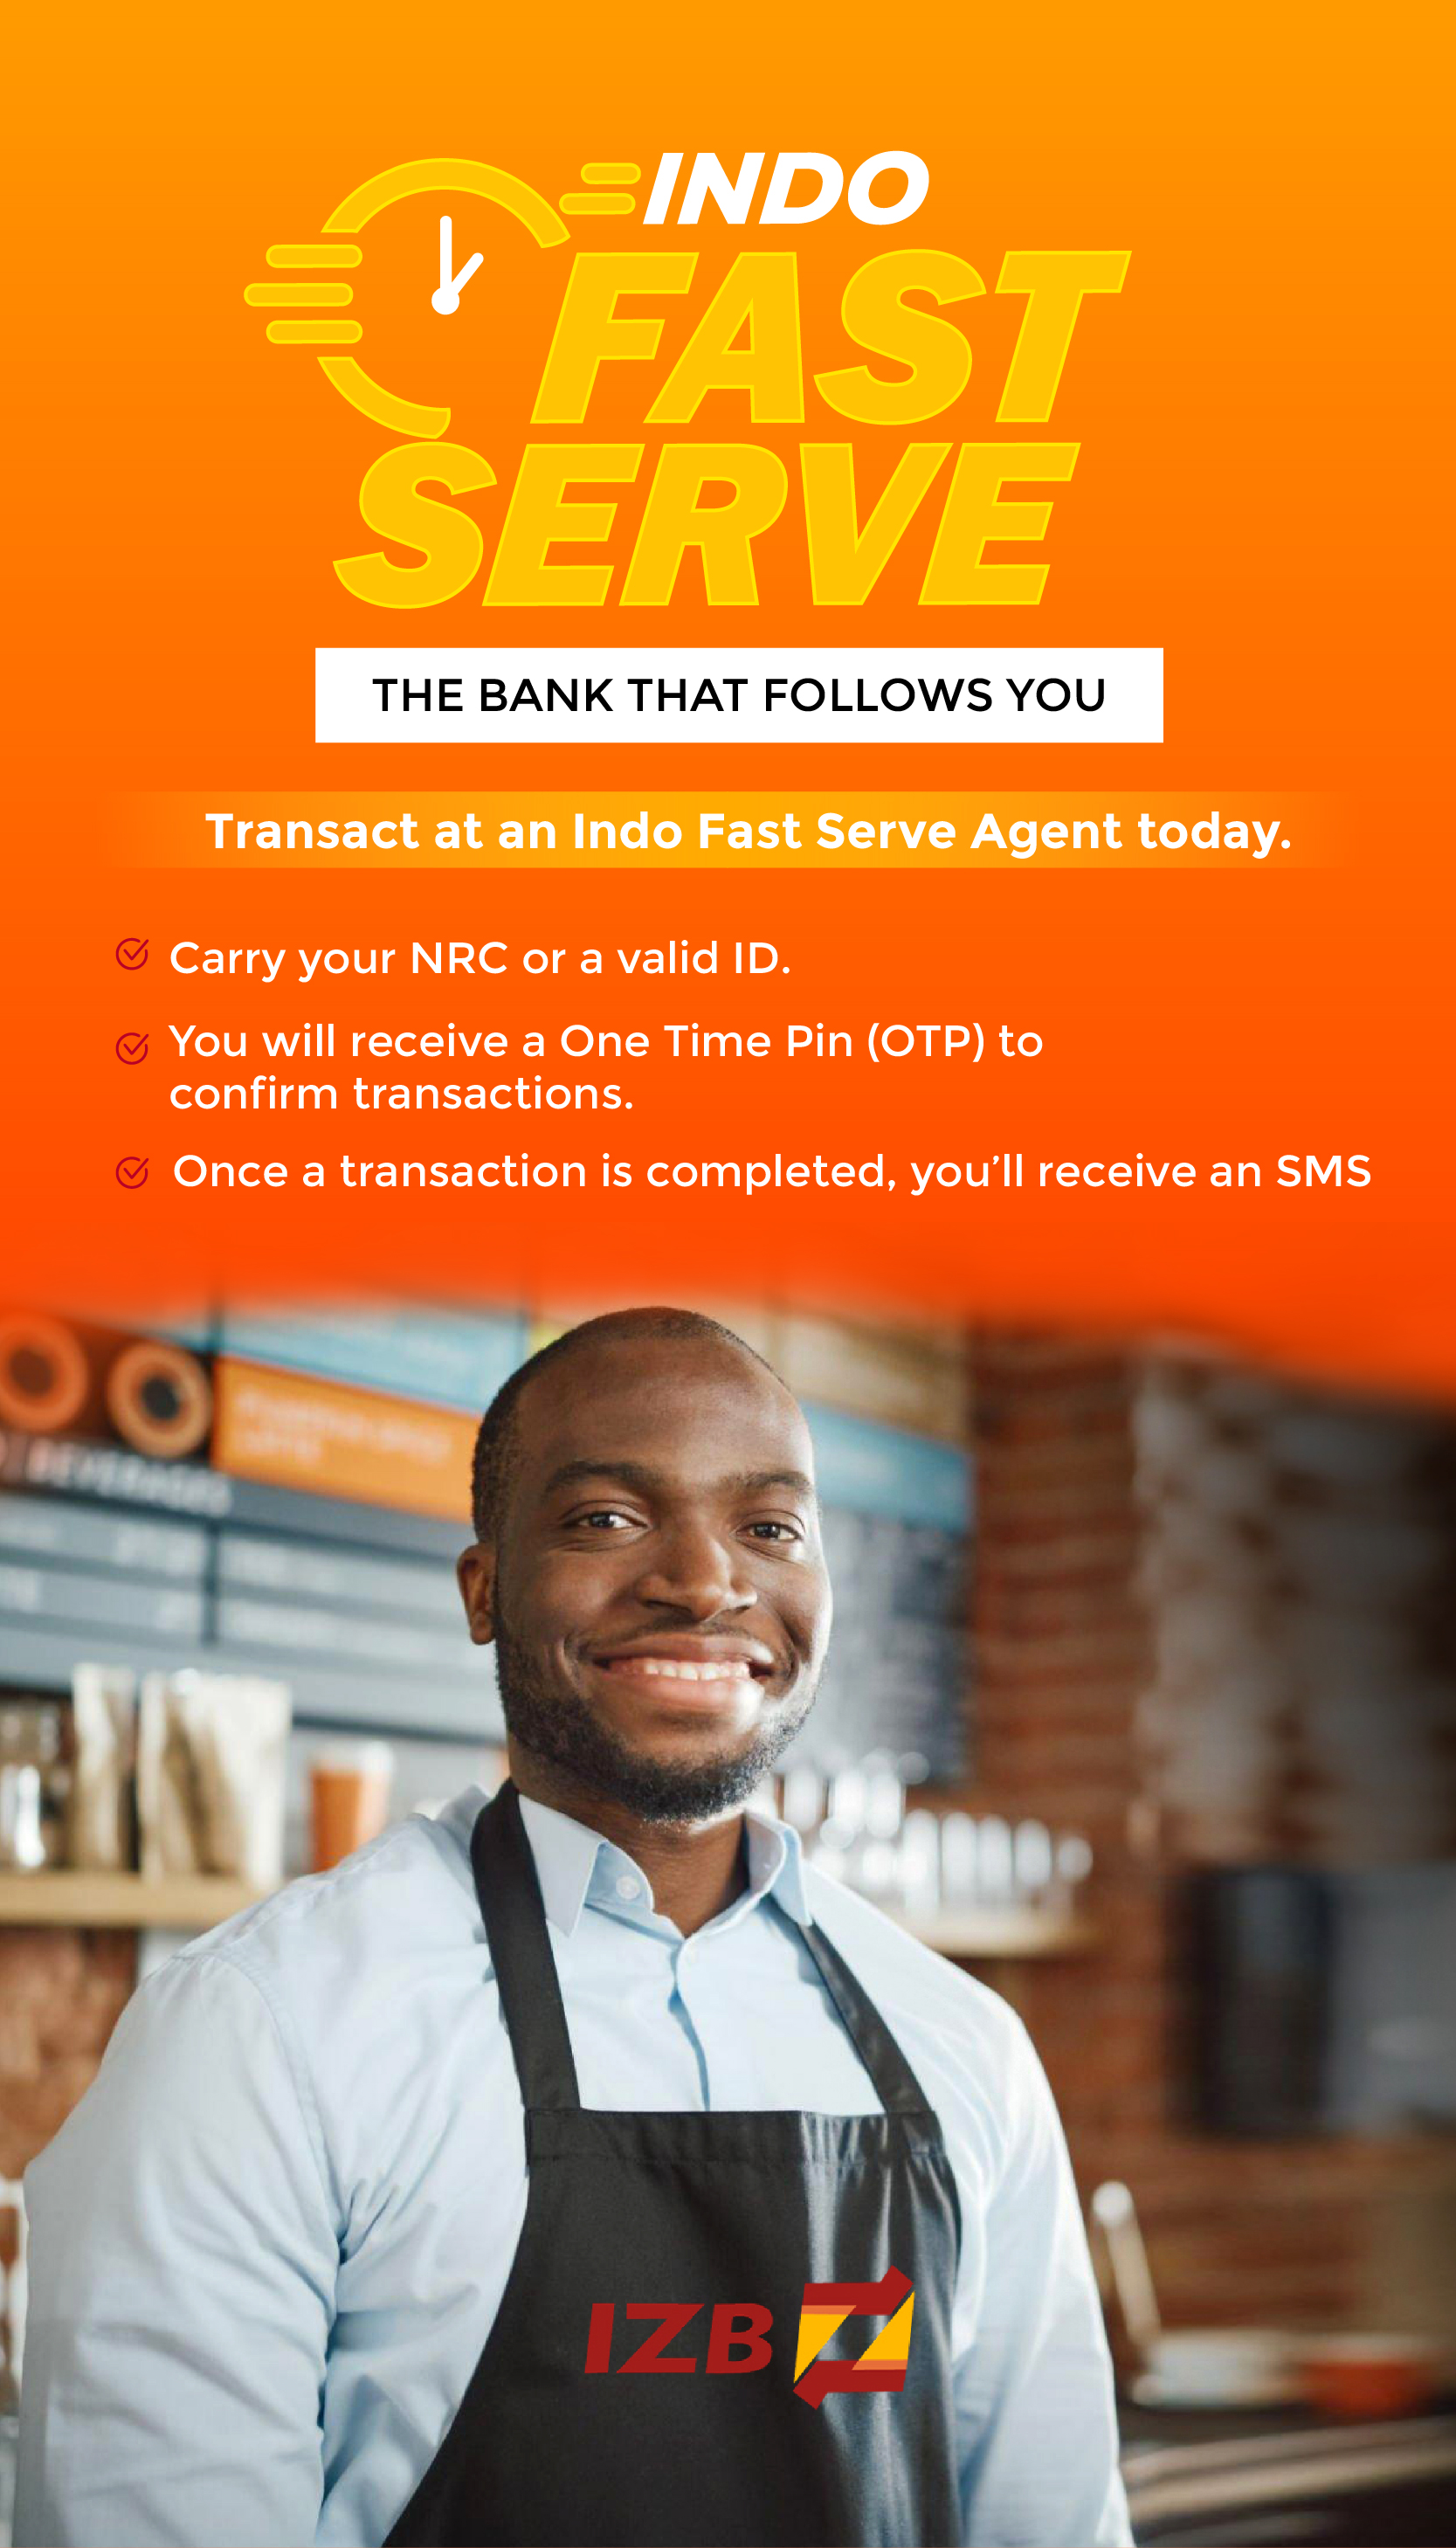 INDO
FAST
SERVE
THE BANK THAT FOLLOWS YOU
Transact at an Indo Fast Serve Agent today.
Carry your NRC or a valid ID.
You will receive a One Time Pin (OTP) to
confirm transactions.
Once a transaction is completed, you’ll receive an SMS
BEVERAGES
IZB